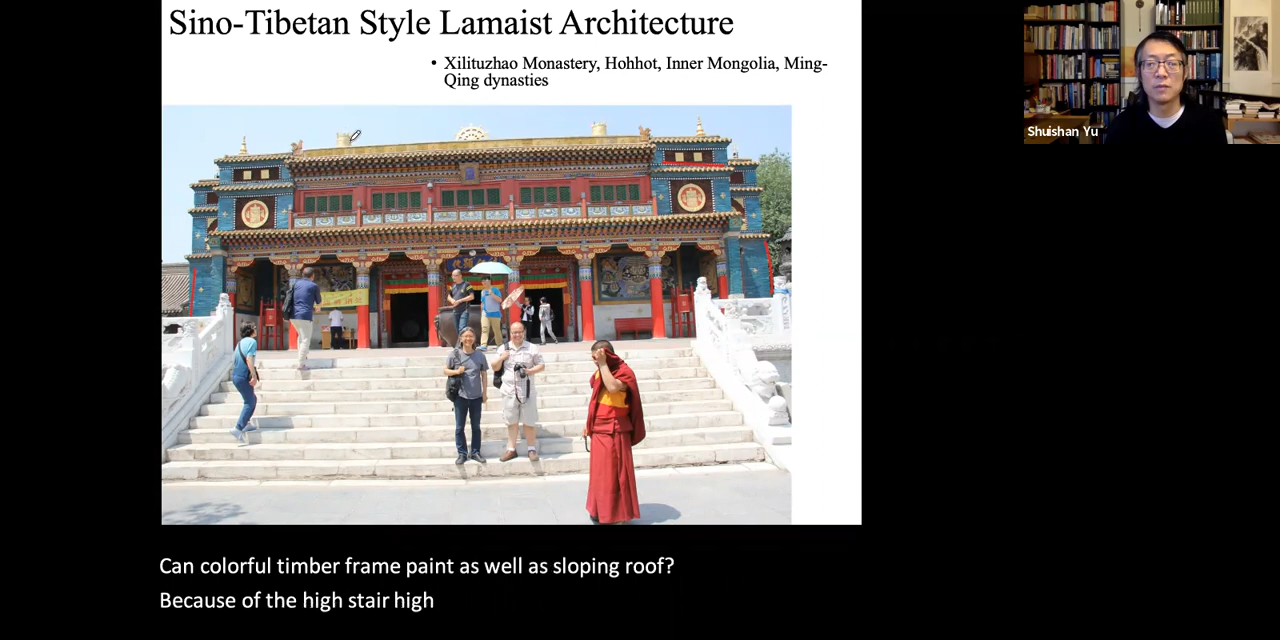 Sino-Tibetan Style Lamaist Architecture
• Xilituzhao Monastery, Hohhot, Inner Mongolia, Ming-
Qing dynasties
Shuishan Yu
Can colorful timber frame paint as well as sloping roof?
Because of the high stair high